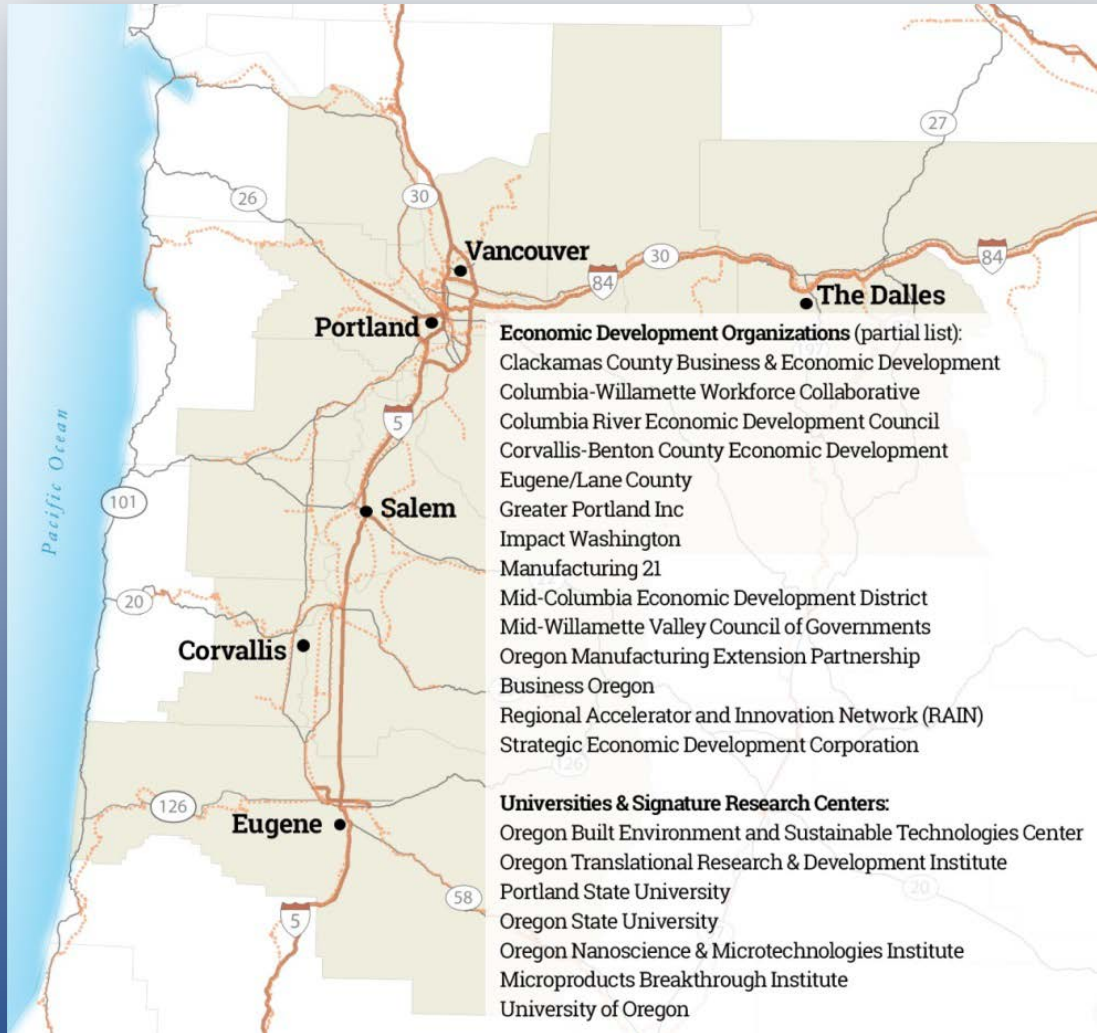 27
26
30
Vancouver
30
84
84
The Dalles
Portland
Economic Development Organizations (partial list):
Clackamas County Business & Economic Development
Columbia-Willamette Workforce Collaborative
Columbia River Economic Development Council
Corvallis-Benton County Economic Development
Eugene/Lane County
Greater Portland Inc
Impact Washington
Manufacturing 21
Mid-Columbia Economic Development District
Mid-Willamette Valley Council of Governments
Oregon Manufacturing Extension Partnership
Business Oregon
Regional Accelerator and Innovation Network (RAIN)
Strategic Economic Development Corporation
Universities & Signature Research Centers:
Oregon Built Environment and Sustainable Technologies Center
Oregon Translational Research & Development Institute
Portland State University
Oregon State University
Oregon Nanoscience & Microtechnologies Institute
Microproducts Breakthrough Institute
University of Oregon
5
Pacific Ocean
101
Salem
20
Corvallis
126
Eugene
58
5
197
22
126
20